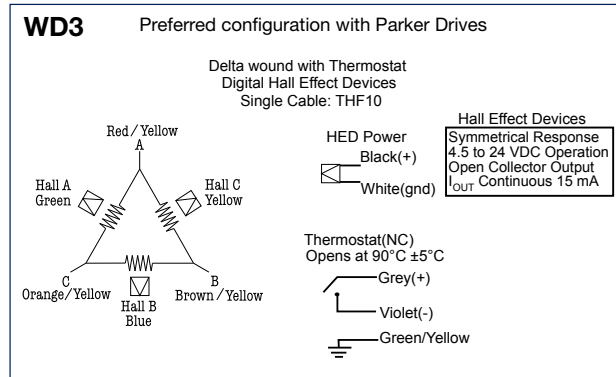 WD3
Preferred configuration with Parker Drives
Delta wound with Thermostat
Digital Hall Effect Devices
Single Cable: THF10
Red/Yellow
A
Hall A
Green
Hall C
Yellow
C
Orange/Yellow
Hall B
Blue
B
Brown/Yellow
HED Power
Black(+)
White(gnd)
Hall Effect Devices
Symmetrical Response
4.5 to 24 VDC Operation
Open Collector Output
IOUT Continuous 15 mA
Thermostat(NC)
Opens at 90°C ±5°C
Grey(+)
Violet(-)
Green/Yellow